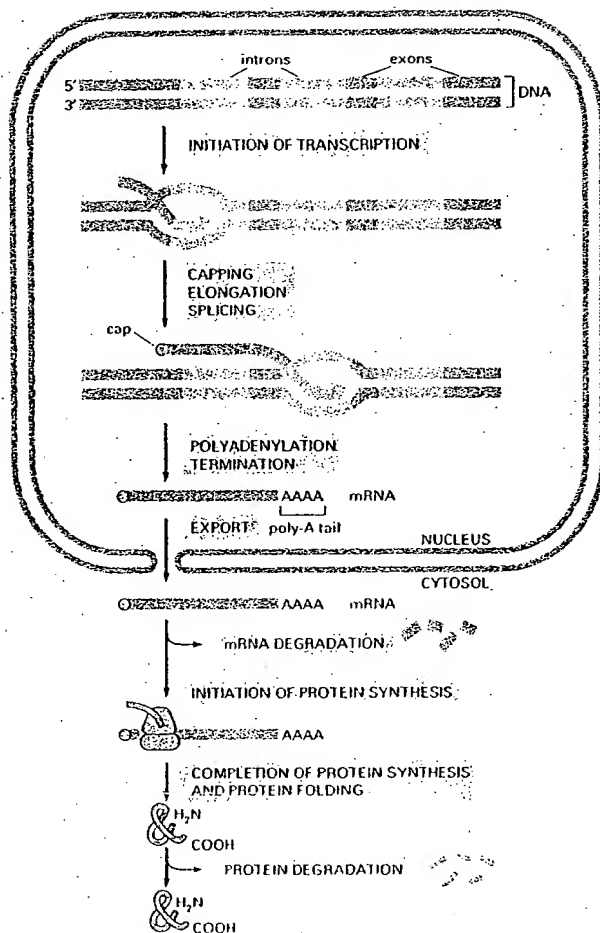 introns exons
5'
3'
DNA
INITIATION OF TRANSCRIPTION
CAPPING
ELONGATION
SPLICING
cap
POLYADENYLATION
TERMINATION
AAAA mRNA
EXPORT poly-A tail
NUCLEUS
CYTOSOL
AAAA mRNA
mRNA DEGRADATION
INITIATION OF PROTEIN SYNTHESIS
AAAA
COMPLETION OF PROTEIN SYNTHESIS
AND PROTEIN FOLDING
H₂N
COOH
PROTEIN DEGRADATION
H₂N
COOH